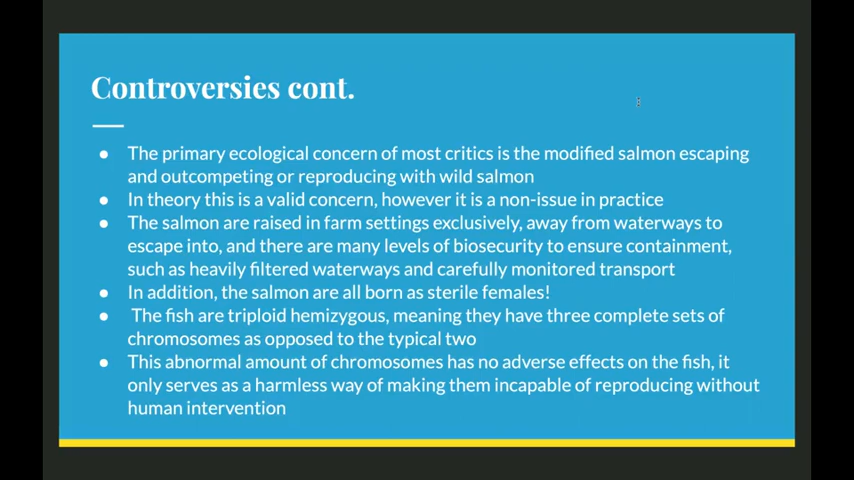 Controversies cont.
● The primary ecological concern of most critics is the modified salmon escaping
and outcompeting or reproducing with wild salmon
● In theory this is a valid concern, however it is a non-issue in practice
● The salmon are raised in farm settings exclusively, away from waterways to
escape into, and there are many levels of biosecurity to ensure containment,
such as heavily filtered waterways and carefully monitored transport
● In addition, the salmon are all born as sterile females!
● The fish are triploid hemizygous, meaning they have three complete sets of
chromosomes as opposed to the typical two
● This abnormal amount of chromosomes has no adverse effects on the fish, it
only serves as a harmless way of making them incapable of reproducing without
human intervention